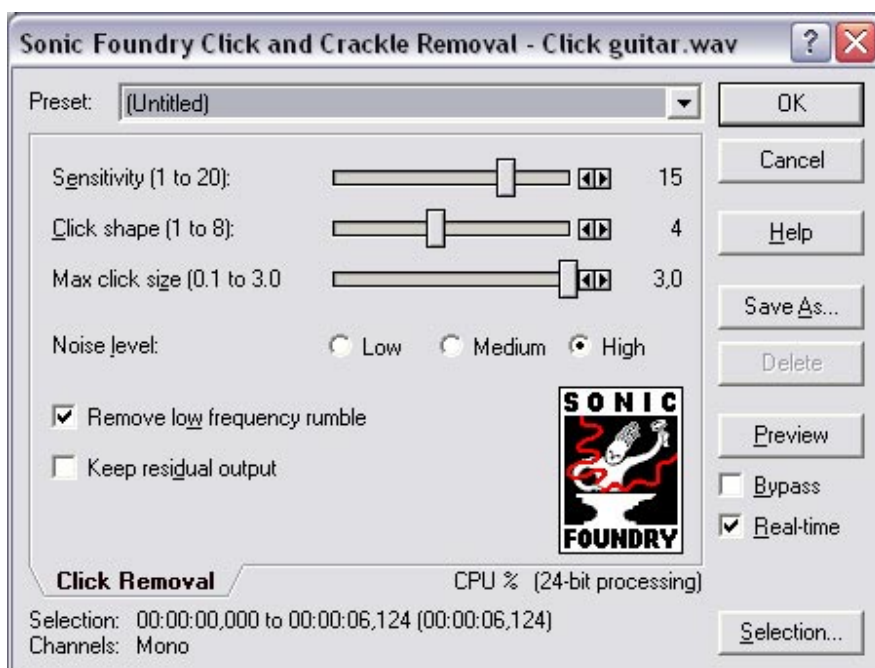 Sonic Foundry Click and Crackle Removal - Click guitar.wav
Preset: (Untitled)
OK
Cancel
Help
Save As...
Delete
Preview
Bypass
Real-time
Sensitivity (1 to 20): 15
Click shape (1 to 8): 4
Max click size (0.1 to 3.0 3,0
Noise level: Low Medium High
Remove low frequency rumble
Keep residual output
SONIC
FOUNDRY
Click Removal
CPU % (24-bit processing)
Selection: 00:00:00,000 to 00:00:06,124 (00:00:06,124)
Channels: Mono
Selection...